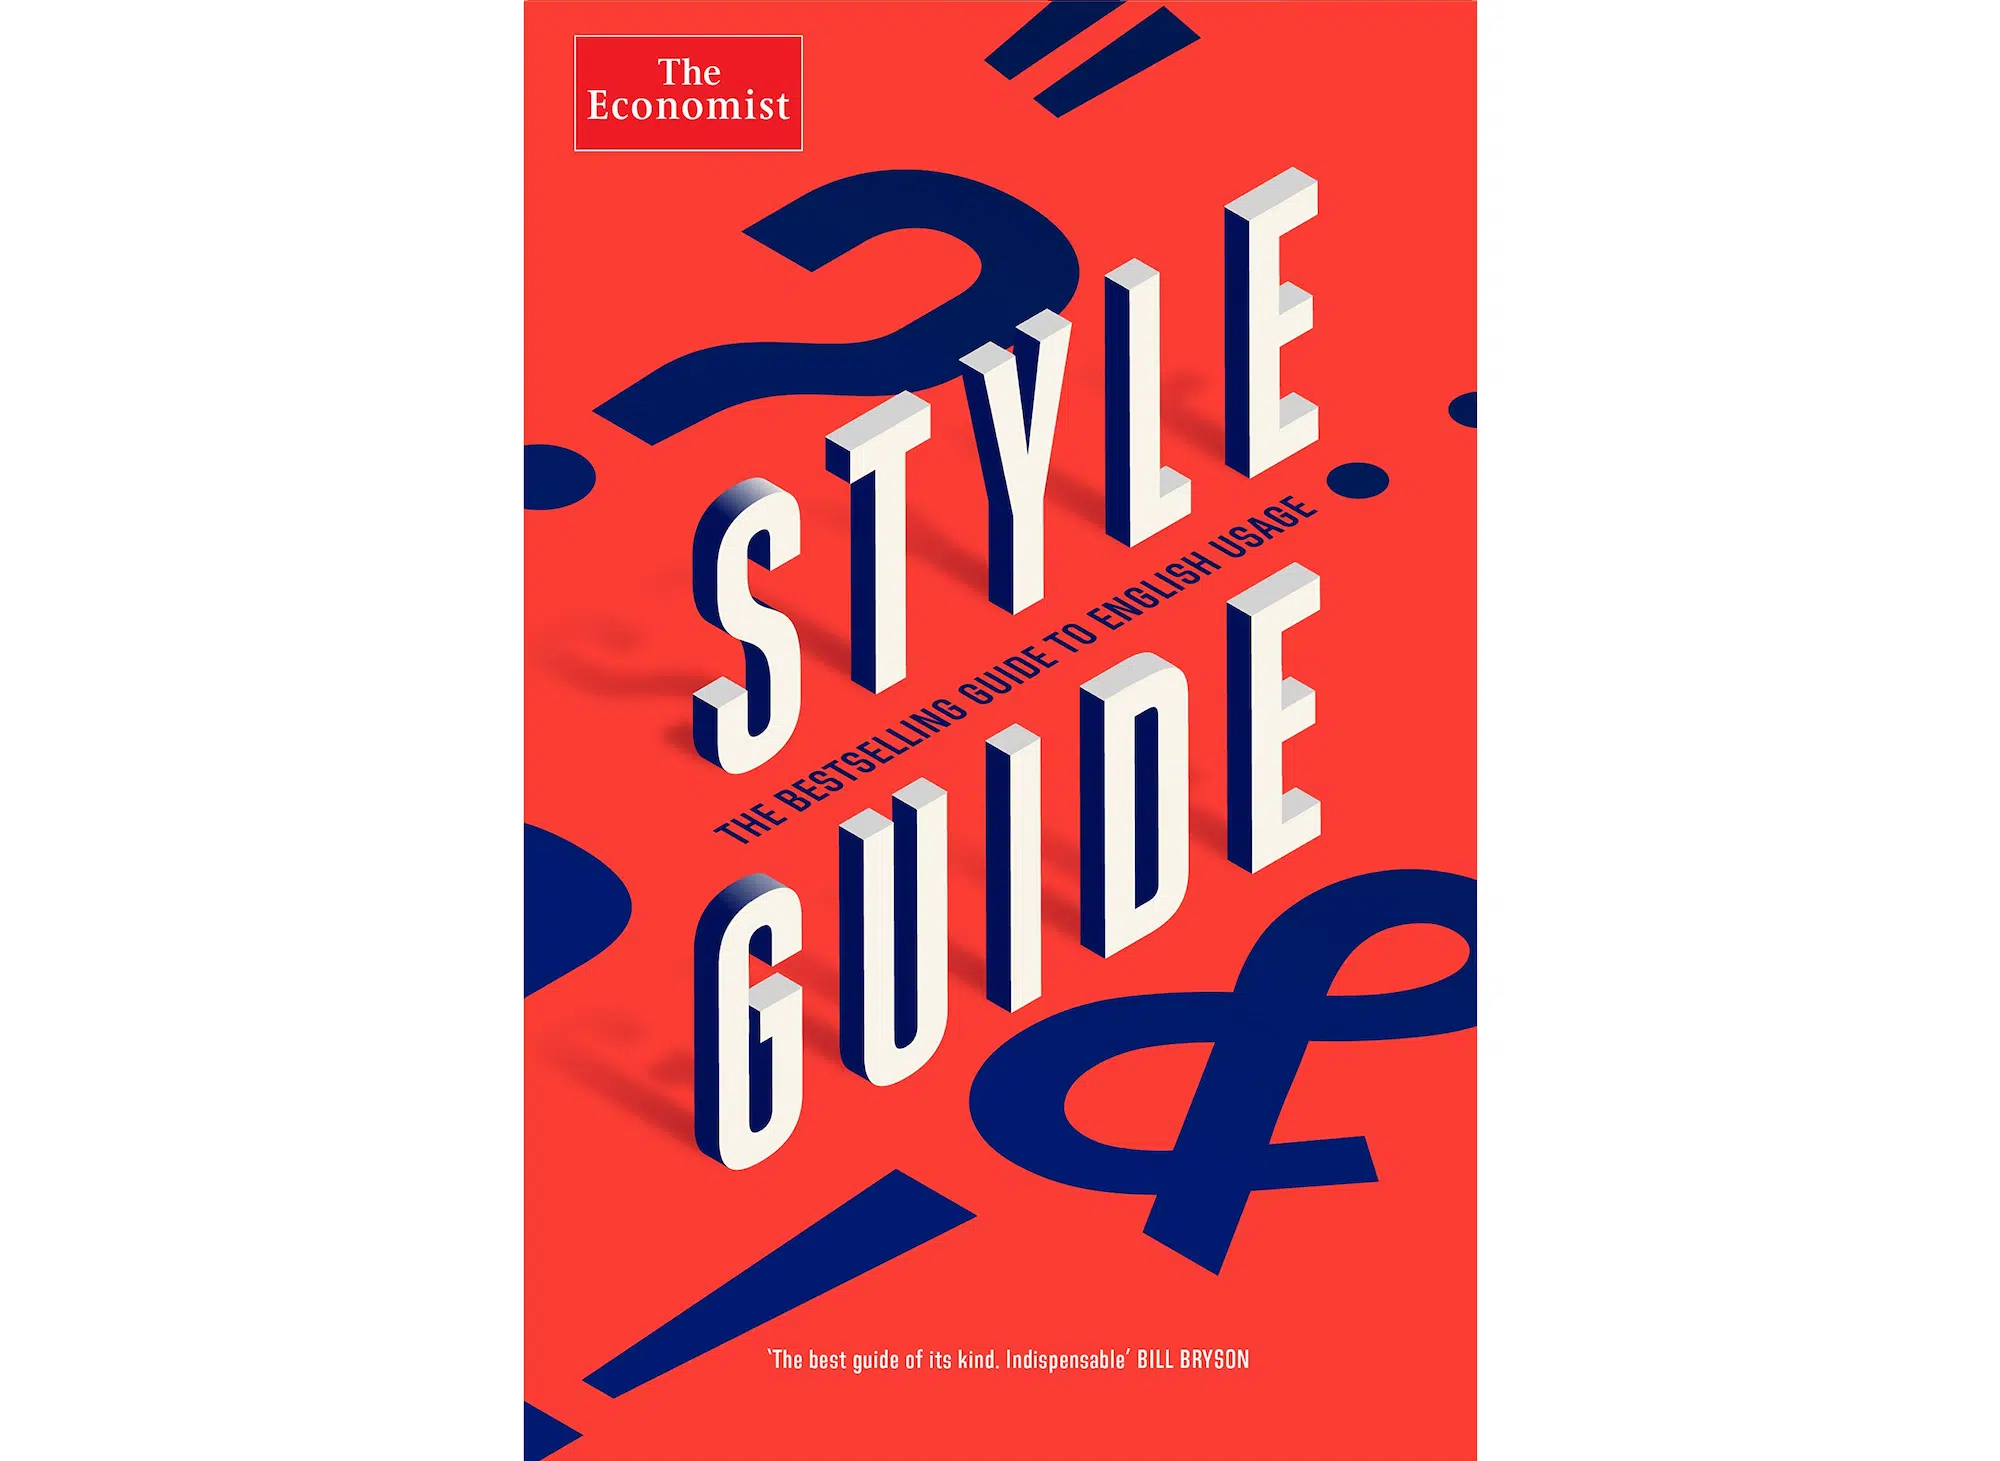 The
Economist
STYLE
THE BESTSELLING GUIDE TO ENGLISH USAGE
GUIDE
‘The best guide of its kind. Indispensable’ BILL BRYSON